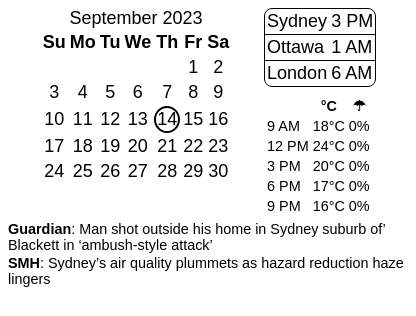 September 2023
Su Mo Tu We Th Fr Sa
1 2
3 4 5 6 7 8 9
10 11 12 13 14 15 16
17 18 19 20 21 22 23
24 25 26 27 28 29 30
Sydney 3 PM
Ottawa 1 AM
London 6 AM
°C ☂
9 AM 18°C 0%
12 PM 24°C 0%
3 PM 20°C 0%
6 PM 17°C 0%
9 PM 16°C 0%
Guardian: Man shot outside his home in Sydney suburb of’
Blackett in ‘ambush-style attack’
SMH: Sydney’s air quality plummets as hazard reduction haze
lingers